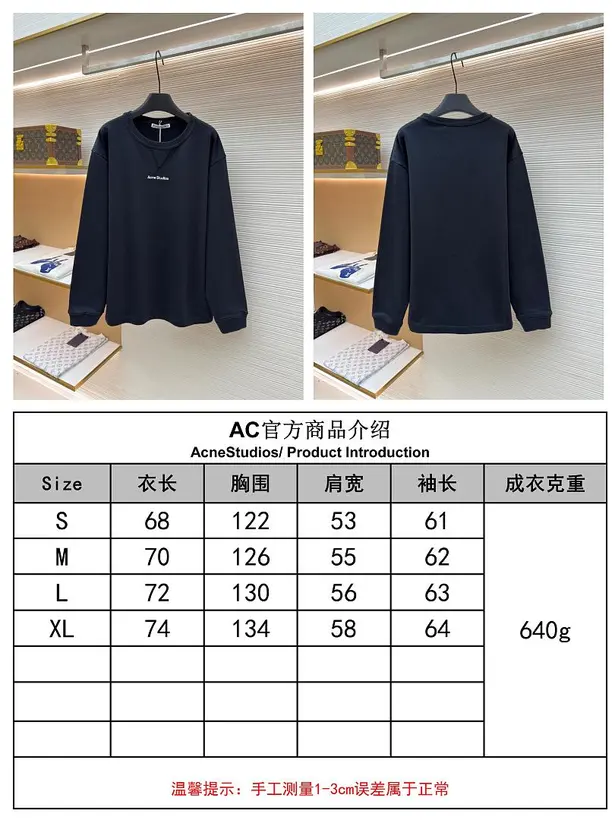 Acne Studios
AC官方商品介绍
AcneStudios/ Product Introduction
Size 衣长 胸围 肩宽 袖长 成衣克重
S 68 122 53 61
M 70 126 55 62
L 72 130 56 63
XL 74 134 58 64
640g
温馨提示：手工测量1-3cm误差属于正常